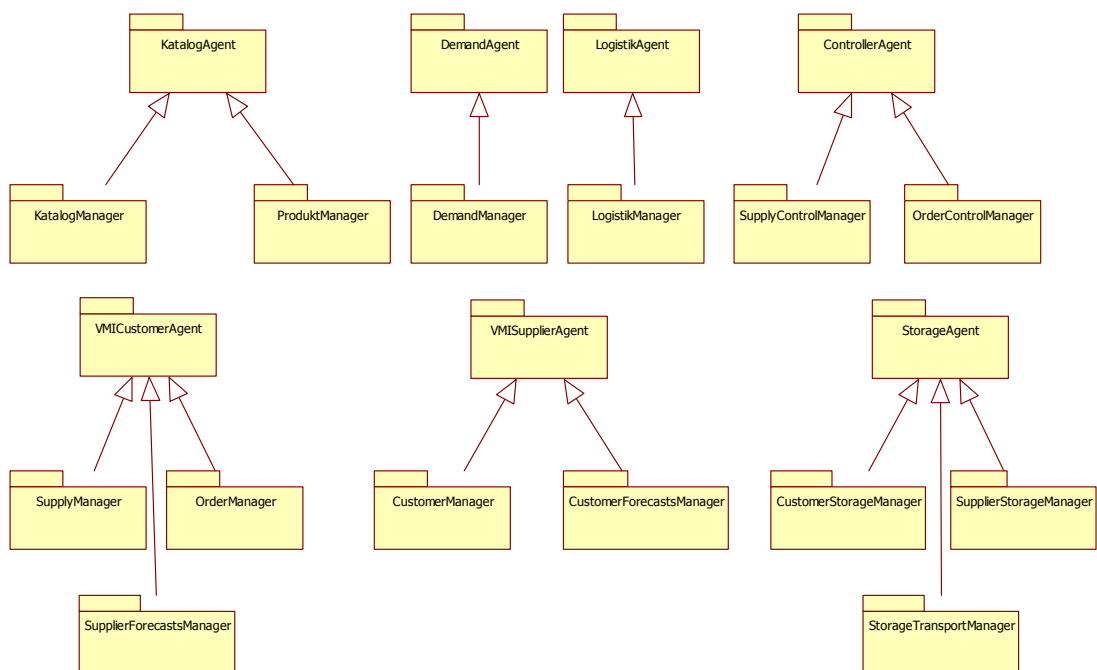 KatalogAgent
DemandAgent
LogistikAgent
ControllerAgent
KatalogManager
ProduktManager
DemandManager
LogistikManager
SupplyControlManager
OrderControlManager
VMICustomerAgent
VMISupplierAgent
StorageAgent
SupplyManager
OrderManager
CustomerManager
CustomerForecastsManager
CustomerStorageManager
SupplierStorageManager
SupplierForecastsManager
StorageTransportManager